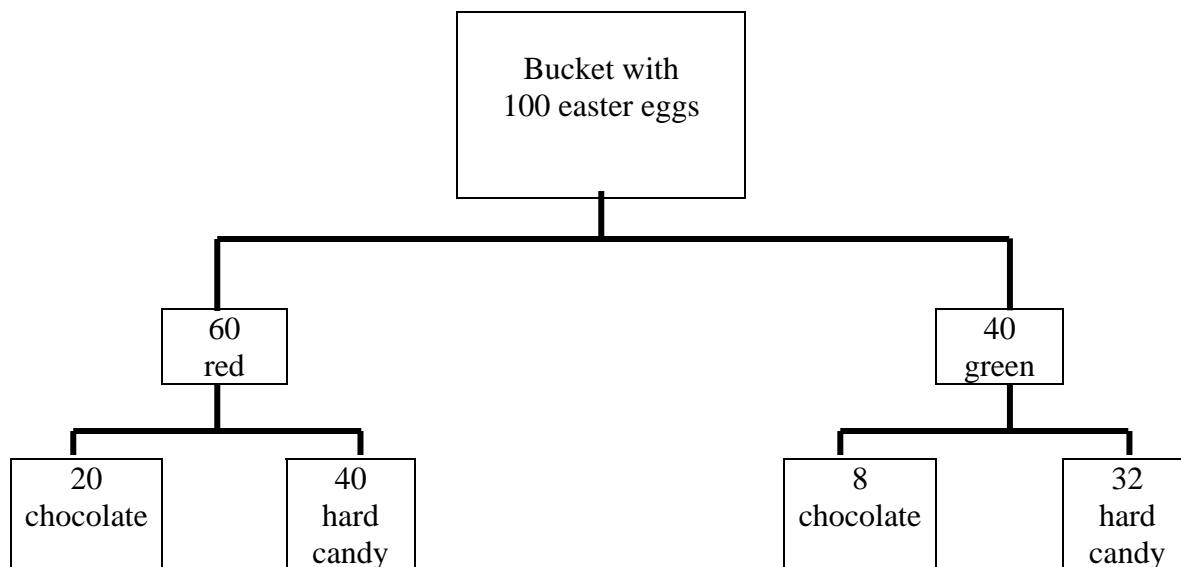 Bucket with
100 easter eggs
60
red
40
green
20
chocolate
40
hard
candy
8
chocolate
32
hard
candy